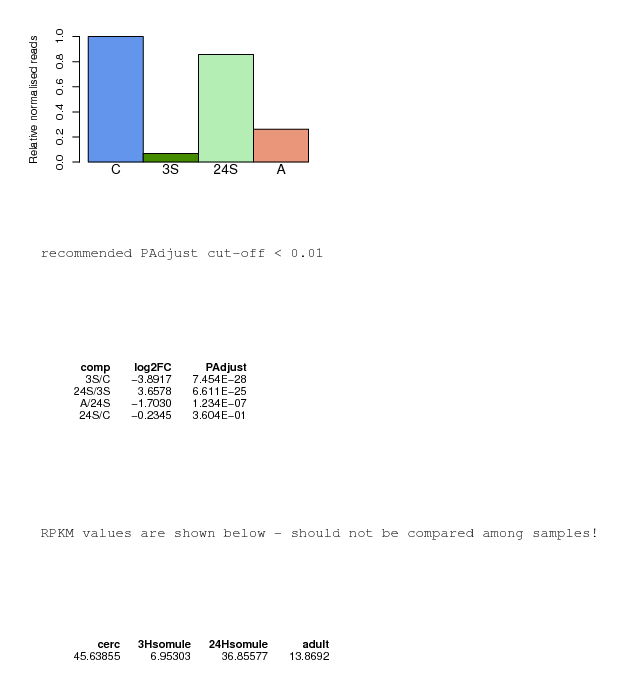 Relative normalised reads
1.0
0.8
0.6
0.4
0.2
0.0
C 3S 24S A
recommended PAdjust cut-off < 0.01
comp log2FC PAdjust
3S/C −3.8917 7.454E−28
24S/3S 3.6578 6.611E−25
A/24S −1.7030 1.234E−07
24S/C −0.2345 3.604E−01
RPKM values are shown below - should not be compared among samples!
cerc 3Hsomule 24Hsomule adult
45.63855 6.95303 36.85577 13.8692